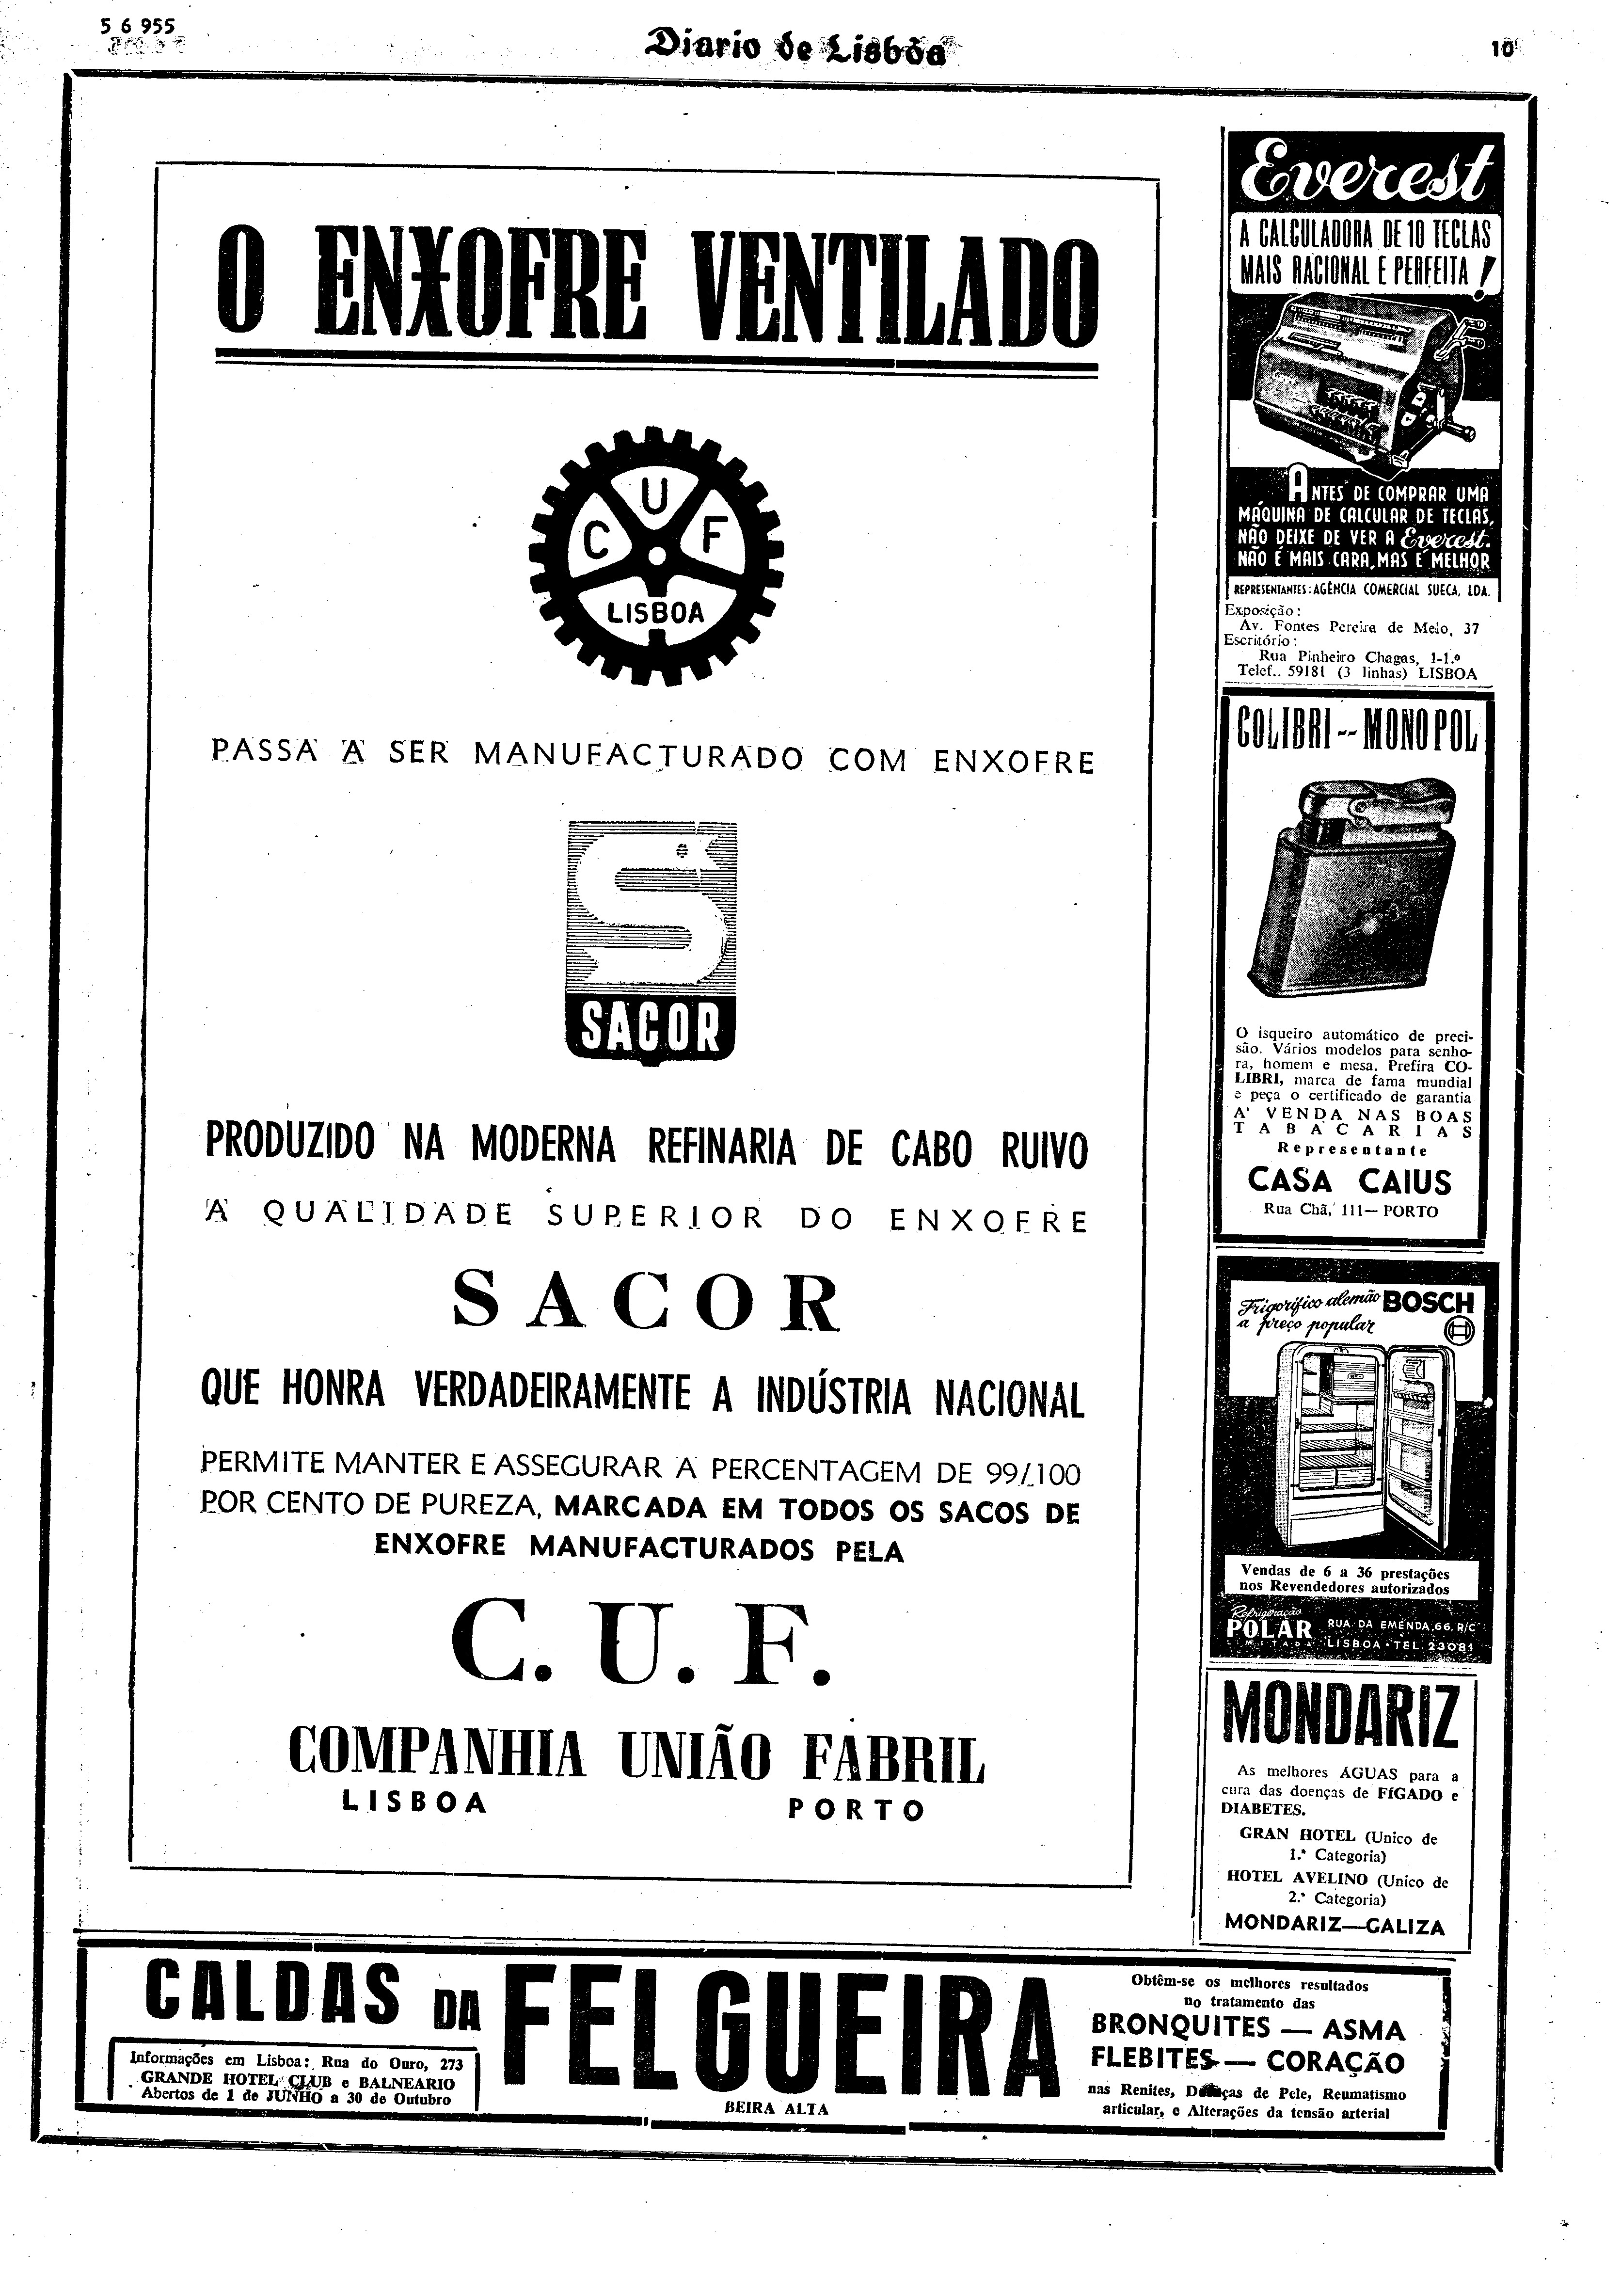 5 6 955
Diario de Lisbôa
10
O ENXOFRE VENTILADO
C U F
LISBOA
PASSA A SER MANUFACTURADO COM ENXOFRE
SACOR
PRODUZIDO NA MODERNA REFINARIA DE CABO RUIVO
A QUALIDADE SUPERIOR DO ENXOFRE
SACOR
QUE HONRA VERDADEIRAMENTE A INDÚSTRIA NACIONAL
PERMITE MANTER E ASSEGURAR A PERCENTAGEM DE 99/100
POR CENTO DE PUREZA, MARCADA EM TODOS OS SACOS DE
ENXOFRE MANUFACTURADOS PELA
C. U. F.
COMPANHIA UNIÃO FABRIL
LISBOA PORTO
Everest
A CALCULADORA DE 10 TECLAS
MAIS RACIONAL E PERFEITA!
ANTES DE COMPRAR UMA
MÁQUINA DE CALCULAR DE TECLAS,
NÃO DEIXE DE VER A Everest.
NÃO É MAIS CARA, MAS É MELHOR
REPRESENTANTES: AGÊNCIA COMERCIAL SUECA, LDA.
Exposição:
Av. Fontes Pereira de Melo, 37
Escritório:
Rua Pinheiro Chagas, 1-1.º
Telef.. 59181 (3 linhas) LISBOA
COLIBRI--MONOPOL
O isqueiro automático de preci-
são. Vários modelos para senho-
ra, homem e mesa. Prefira CO-
LIBRI, marca de fama mundial
e peça o certificado de garantia
A' VENDA NAS BOAS
TABACARIAS
Representante
CASA CAIUS
Rua Chã, 111—PORTO
Frigorífico alemão BOSCH
a preço popular
Vendas de 6 a 36 prestações
nos Revendedores autorizados
Refrigeração
POLAR RUA DA EMENDA, 66, R/C
LIMITADA LISBOA · TEL. 23081
MONDARIZ
As melhores AGUAS para a
cura das doenças de FÍGADO e
DIABETES.
GRAN HOTEL (Unico de
1.ª Categoria)
HOTEL AVELINO (Unico de
2.ª Categoria)
MONDARIZ—GALIZA
CALDAS DA FELGUEIRA
Informações em Lisboa: Rua do Ouro, 273
GRANDE HOTEL CLUB e BALNEARIO
Abertos de 1 de JUNHO a 30 de Outubro
BEIRA ALTA
Obtêm-se os melhores resultados
no tratamento das
BRONQUITES — ASMA
FLEBITES — CORAÇÃO
nas Renites, Doenças de Pele, Reumatismo
articular, e Alterações da tensão arterial